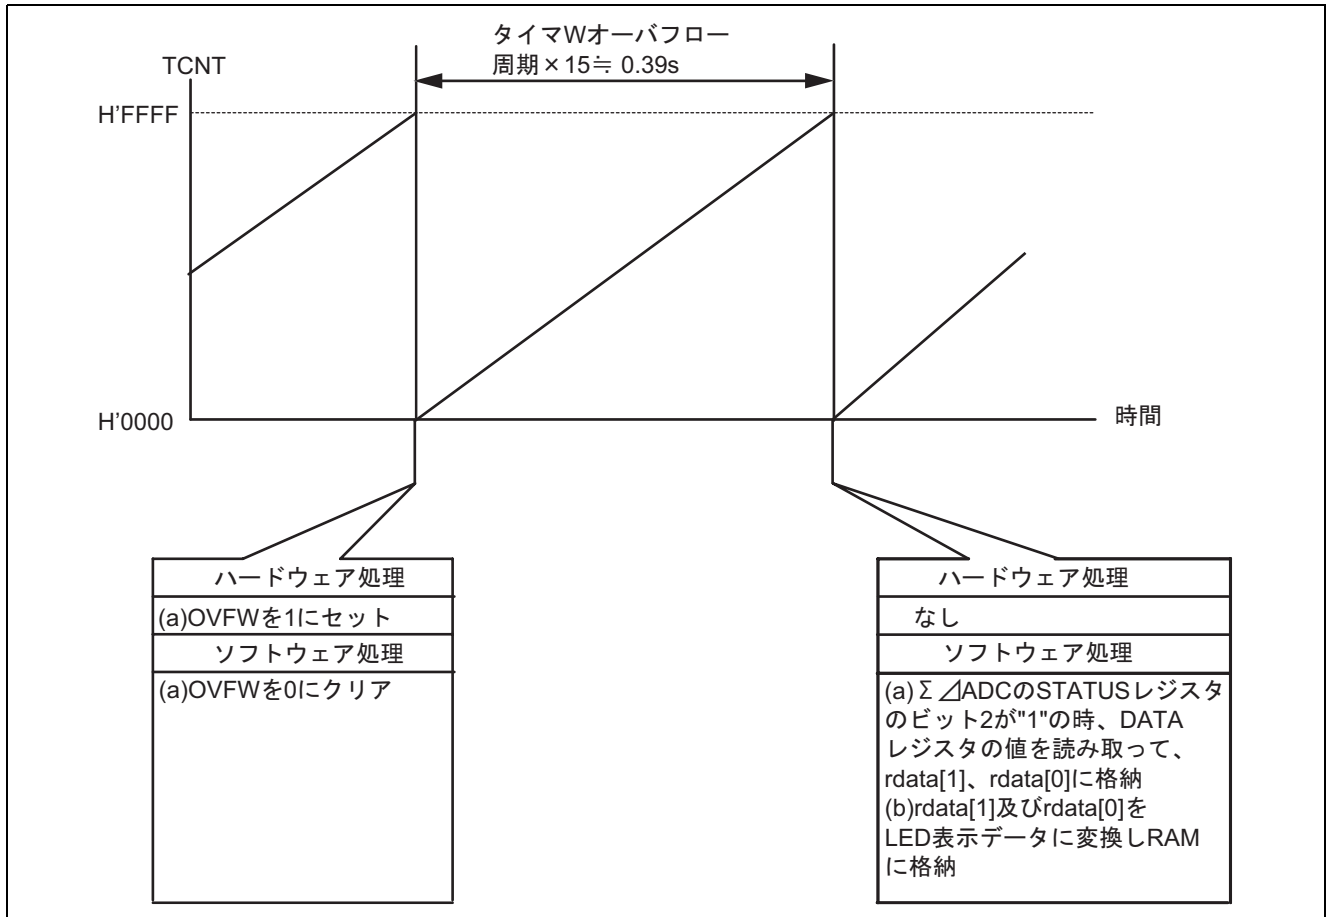 タイマWオーバフロー
周期×15≒ 0.39s
TCNT
H'FFFF
H'0000
時間
ハードウェア処理
(a)OVFWを1にセット
ソフトウェア処理
(a)OVFWを0にクリア
ハードウェア処理
なし
ソフトウェア処理
(a)Σ⊿ADCのSTATUSレジスタ
のビット2が"1"の時、DATA
レジスタの値を読み取って、
rdata[1]、rdata[0]に格納
(b)rdata[1]及びrdata[0]を
LED表示データに変換しRAM
に格納